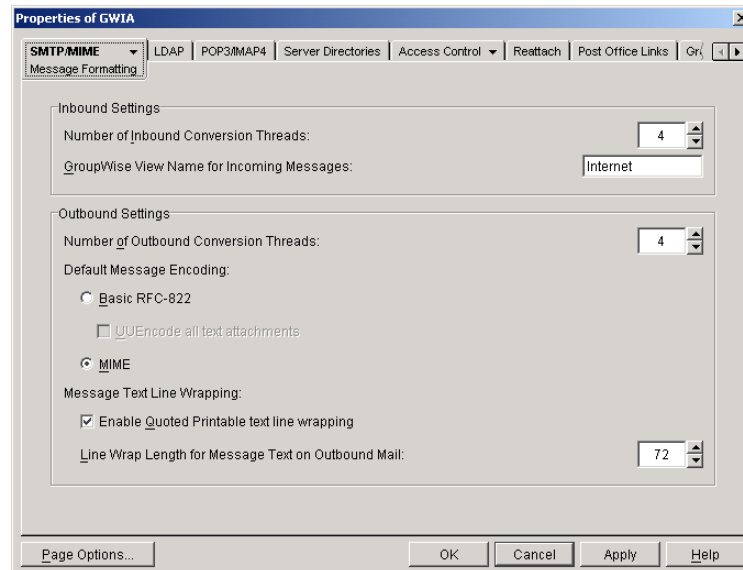 Properties of GWIA
SMTP/MIME LDAP POP3/IMAP4 Server Directories Access Control Reattach Post Office Links
Message Formatting
Inbound Settings
Number of Inbound Conversion Threads: 4
GroupWise View Name for Incoming Messages: Internet
Outbound Settings
Number of Outbound Conversion Threads: 4
Default Message Encoding:
Basic RFC-822
UUEncode all text attachments
MIME
Message Text Line Wrapping:
Enable Quoted Printable text line wrapping
Line Wrap Length for Message Text on Outbound Mail: 72
Page Options... OK Cancel Apply Help